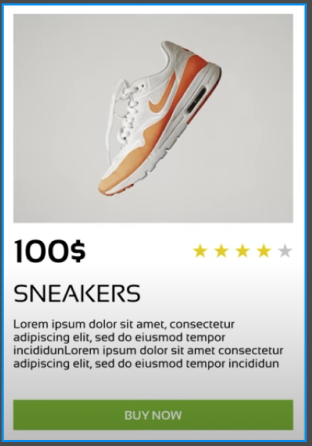 100$
SNEAKERS
Lorem ipsum dolor sit amet, consectetur
adipiscing elit, sed do eiusmod tempor
incididunLorem ipsum dolor sit amet consectetur
adipiscing elit, sed do eiusmod tempor incididun
BUY NOW